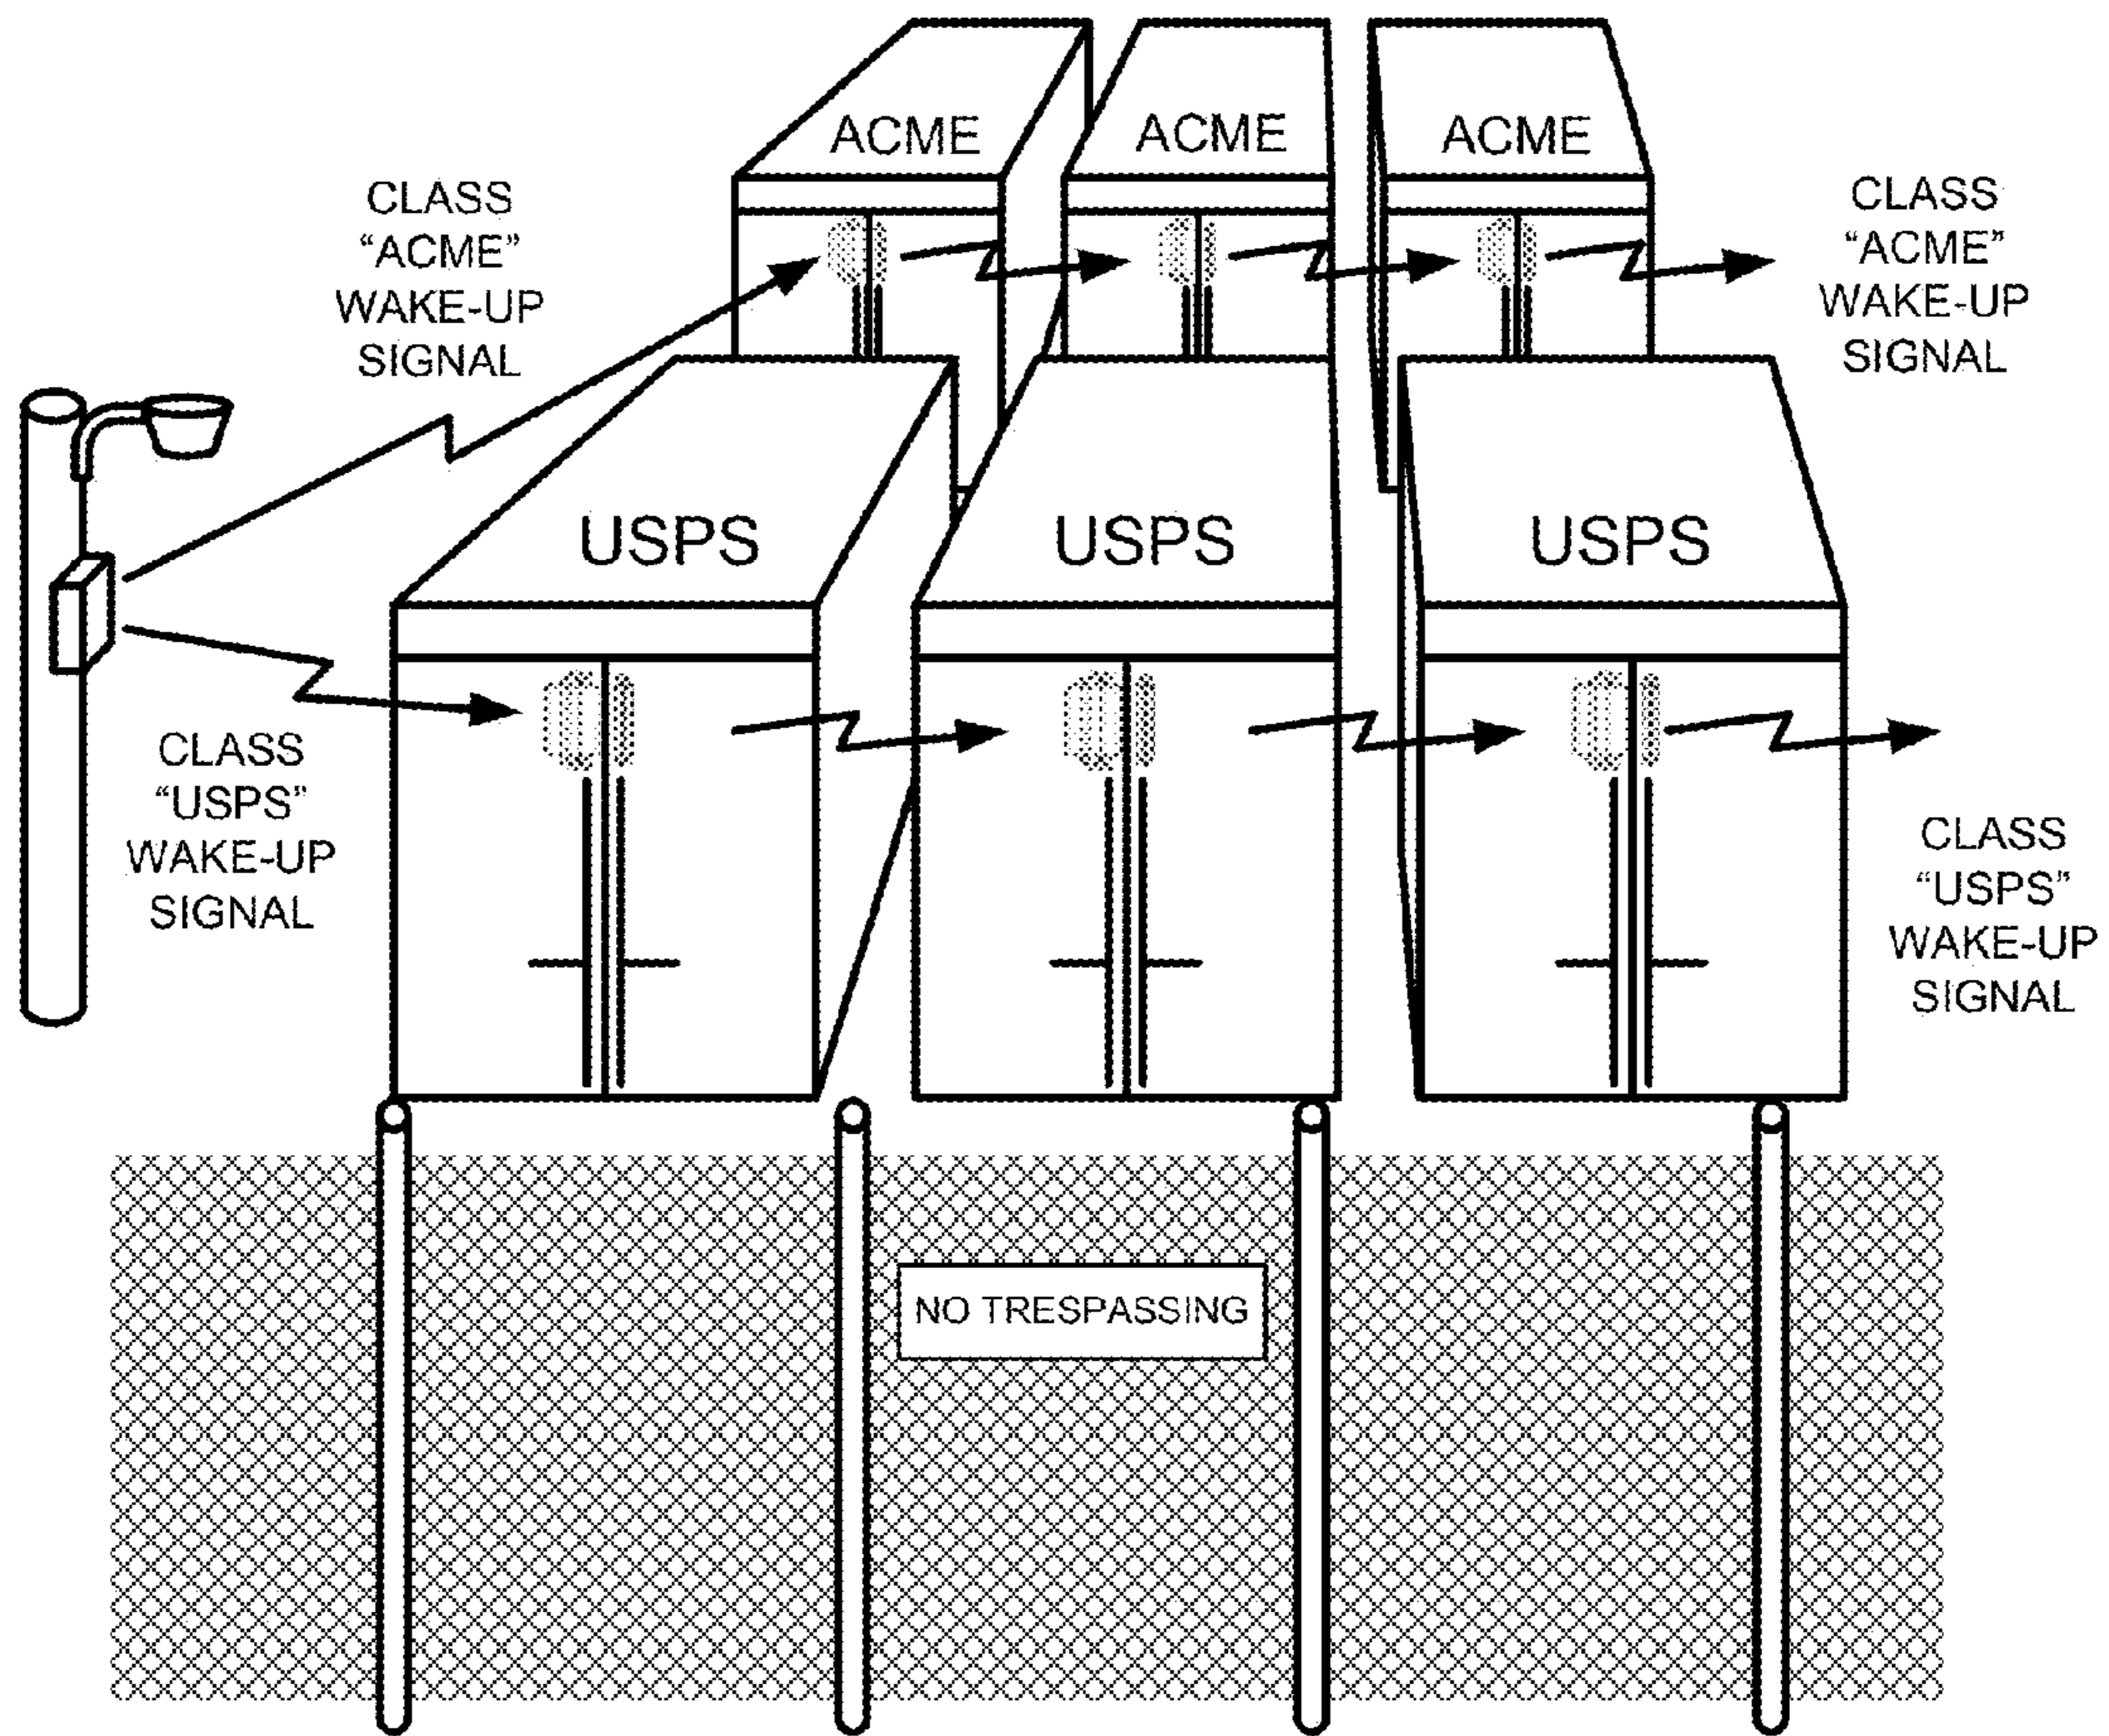 ACME
ACME
ACME
CLASS
“ACME”
WAKE-UP
SIGNAL
CLASS
“ACME”
WAKE-UP
SIGNAL
USPS
USPS
USPS
CLASS
“USPS”
WAKE-UP
SIGNAL
CLASS
“USPS”
WAKE-UP
SIGNAL
NO TRESPASSING